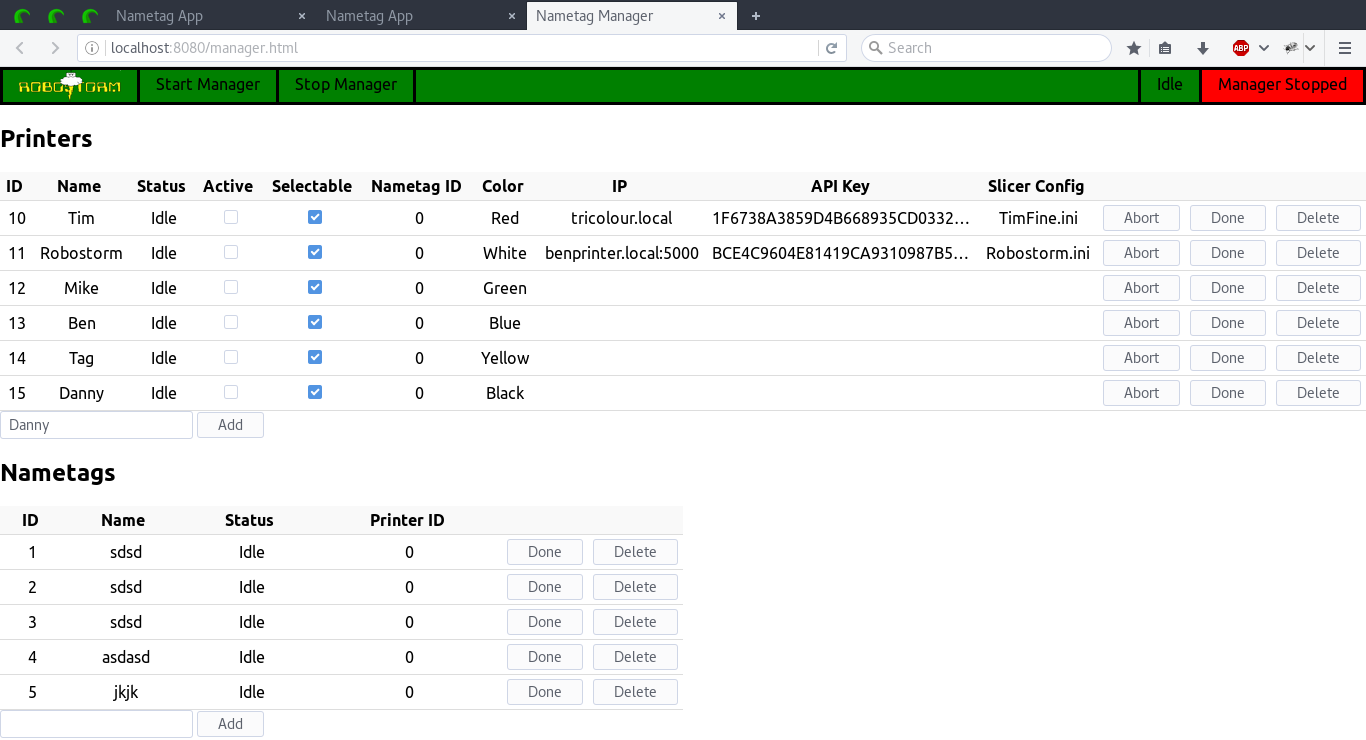 Nametag App × Nametag App × Nametag Manager × +
localhost:8080/manager.html Search ABP
ROBOSTORM Start Manager Stop Manager Idle Manager Stopped
Printers
ID Name Status Active Selectable Nametag ID Color IP API Key Slicer Config
10 Tim Idle 0 Red tricolour.local 1F6738A3859D4B668935CD0332... TimFine.ini Abort Done Delete
11 Robostorm Idle 0 White benprinter.local:5000 BCE4C9604E81419CA9310987B5... Robostorm.ini Abort Done Delete
12 Mike Idle 0 Green Abort Done Delete
13 Ben Idle 0 Blue Abort Done Delete
14 Tag Idle 0 Yellow Abort Done Delete
15 Danny Idle 0 Black Abort Done Delete
Danny Add
Nametags
ID Name Status Printer ID
1 sdsd Idle 0 Done Delete
2 sdsd Idle 0 Done Delete
3 sdsd Idle 0 Done Delete
4 asdasd Idle 0 Done Delete
5 jkjk Idle 0 Done Delete
Add